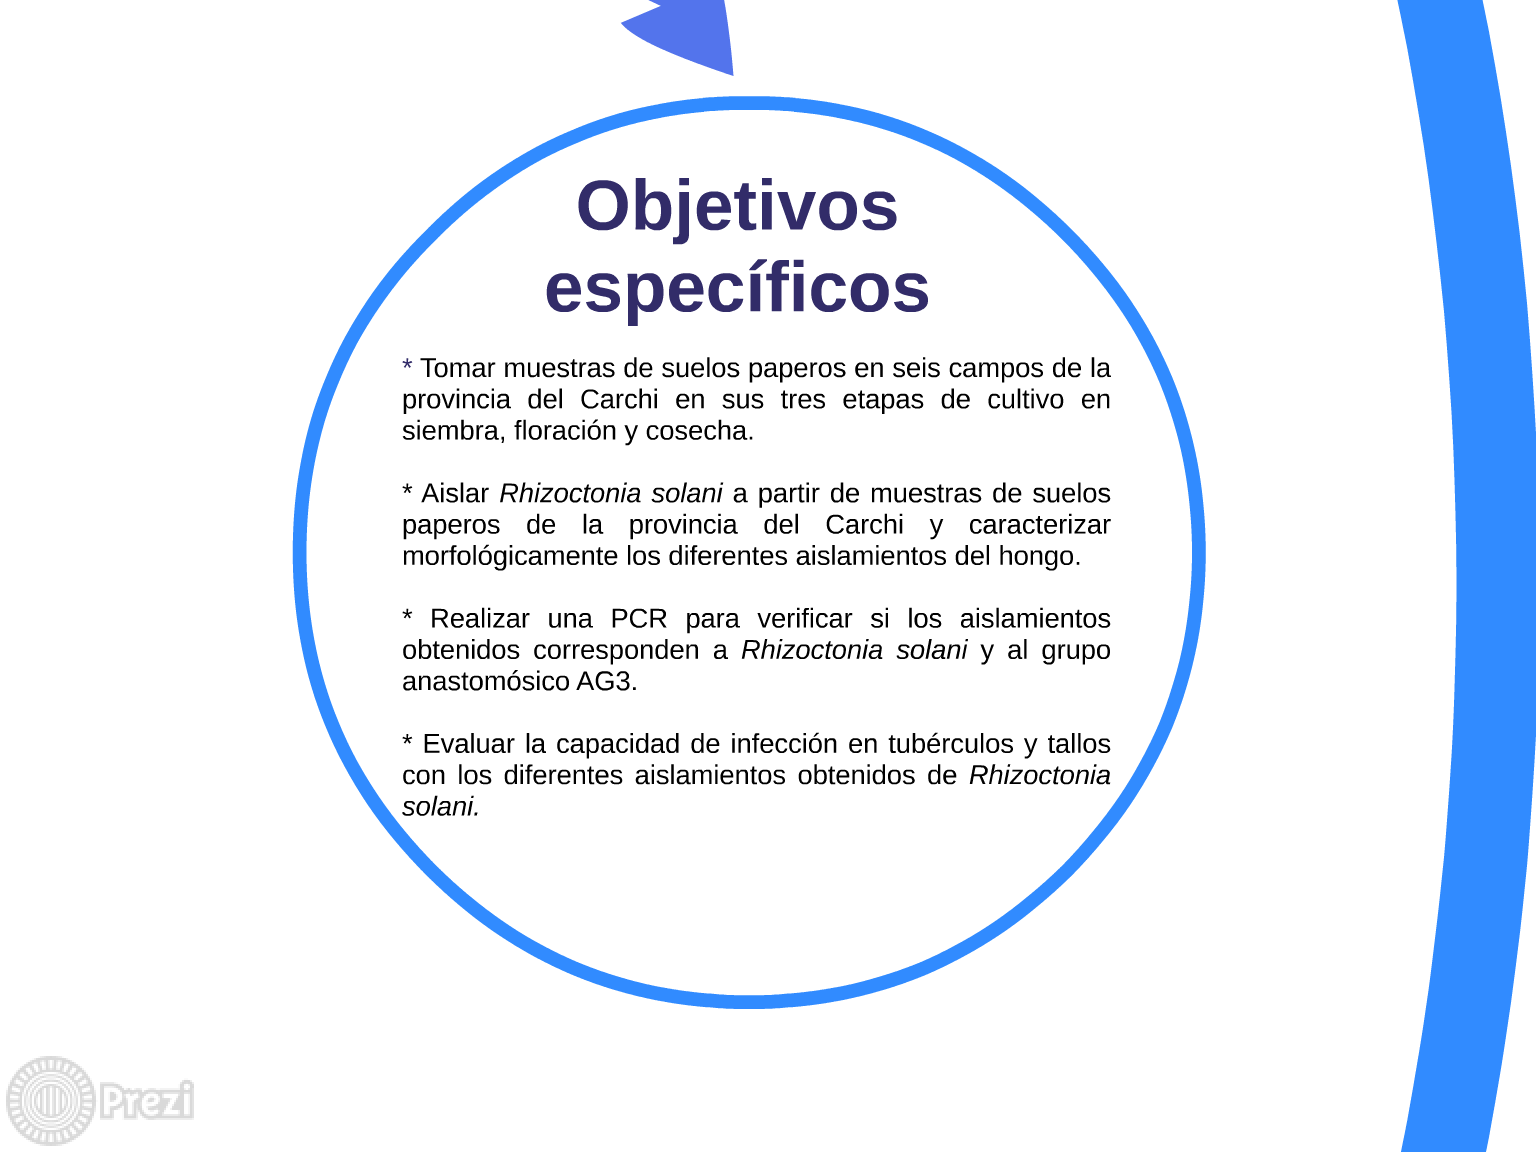 Objetivos
específicos
* Tomar muestras de suelos paperos en seis campos de la
provincia del Carchi en sus tres etapas de cultivo en
siembra, floración y cosecha.
* Aislar Rhizoctonia solani a partir de muestras de suelos
paperos de la provincia del Carchi y caracterizar
morfológicamente los diferentes aislamientos del hongo.
* Realizar una PCR para verificar si los aislamientos
obtenidos corresponden a Rhizoctonia solani y al grupo
anastomósico AG3.
* Evaluar la capacidad de infección en tubérculos y tallos
con los diferentes aislamientos obtenidos de Rhizoctonia
solani.
Prezi